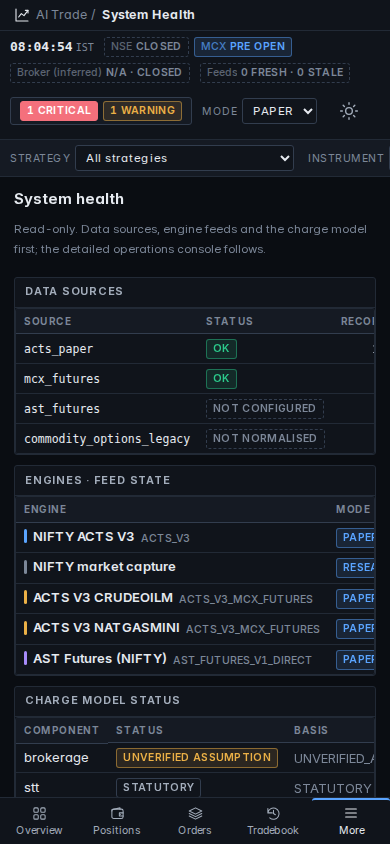 AI Trade / System Health
08:04:54 IST NSE CLOSED MCX PRE OPEN
Broker (inferred) N/A · CLOSED Feeds 0 FRESH · 0 STALE
1 CRITICAL 1 WARNING MODE PAPER
STRATEGY All strategies INSTRUMENT
System health
Read-only. Data sources, engine feeds and the charge model
first; the detailed operations console follows.
DATA SOURCES
SOURCE STATUS
acts_paper OK
mcx_futures OK
ast_futures NOT CONFIGURED
commodity_options_legacy NOT NORMALISED
ENGINES · FEED STATE
ENGINE MODE
NIFTY ACTS V3 ACTS_V3 PAPER
NIFTY market capture
ACTS V3 CRUDEOILM ACTS_V3_MCX_FUTURES PAPER
ACTS V3 NATGASMINI ACTS_V3_MCX_FUTURES PAPER
AST Futures (NIFTY) AST_FUTURES_V1_DIRECT PAPER
CHARGE MODEL STATUS
COMPONENT STATUS BASIS
brokerage UNVERIFIED ASSUMPTION
stt STATUTORY STATUTORY
Overview Positions Orders Tradebook More